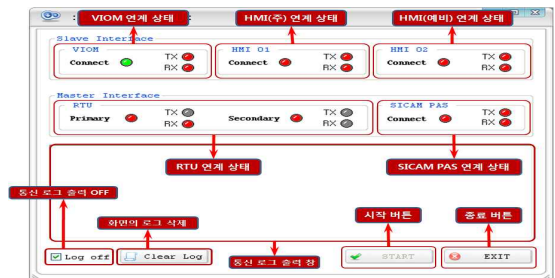 VIOM 연계 상태
HMI(주) 연계 상태
HMI(예비) 연계 상태
Slave Interface
VIOM
Connect
TX
RX
HMI 01
Connect
TX
RX
HMI 02
Connect
TX
RX
Master Interface
RTU
Primary
TX
RX
Secondary
TX
RX
SICAM PAS
Connect
TX
RX
RTU 연계 상태
SICAM PAS 연계 상태
통신 로그 출력 OFF
화면의 로그 삭제
시작 버튼
종료 버튼
Log off
Clear Log
통신 로그 출력 창
START
EXIT